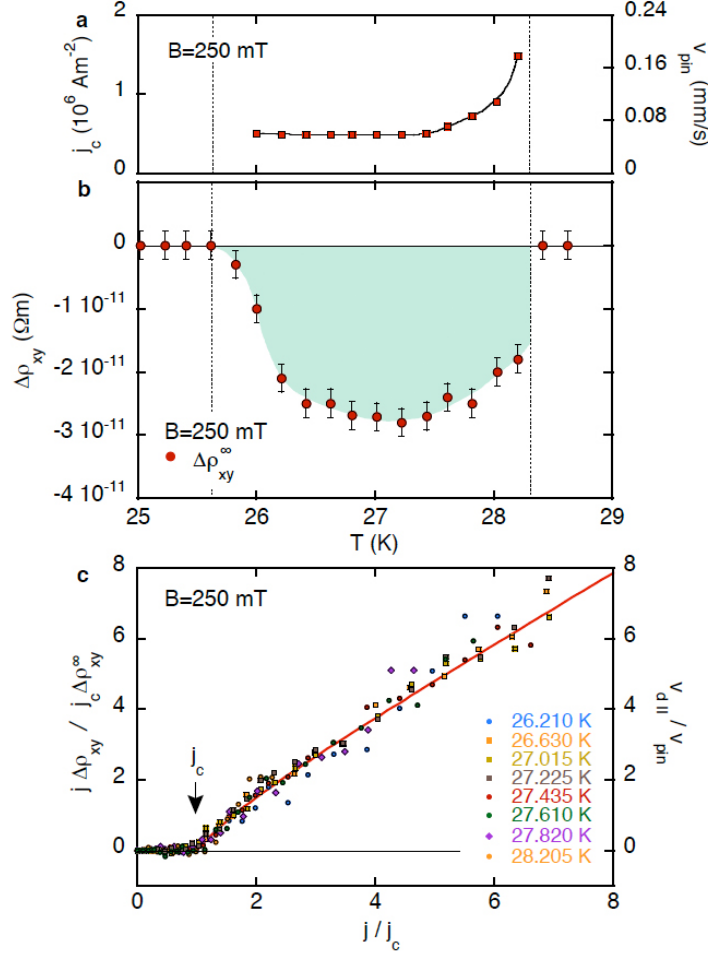 a
B=250 mT
j_c (10^6 Am^-2)
2
1
0
v_pin (mm/s)
0.24
0.16
0.08
0
b
Δρ_xy (Ωm)
0
-1 10^-11
-2 10^-11
-3 10^-11
-4 10^-11
B=250 mT
Δρ_xy^∞
25 26 27 28 29
T (K)
c
B=250 mT
j Δρ_xy / j_c Δρ_xy^∞
8
6
4
2
0
j_c
v_d II / v_pin
8
6
4
2
0
26.210 K
26.630 K
27.015 K
27.225 K
27.435 K
27.610 K
27.820 K
28.205 K
0 2 4 6 8
j / j_c